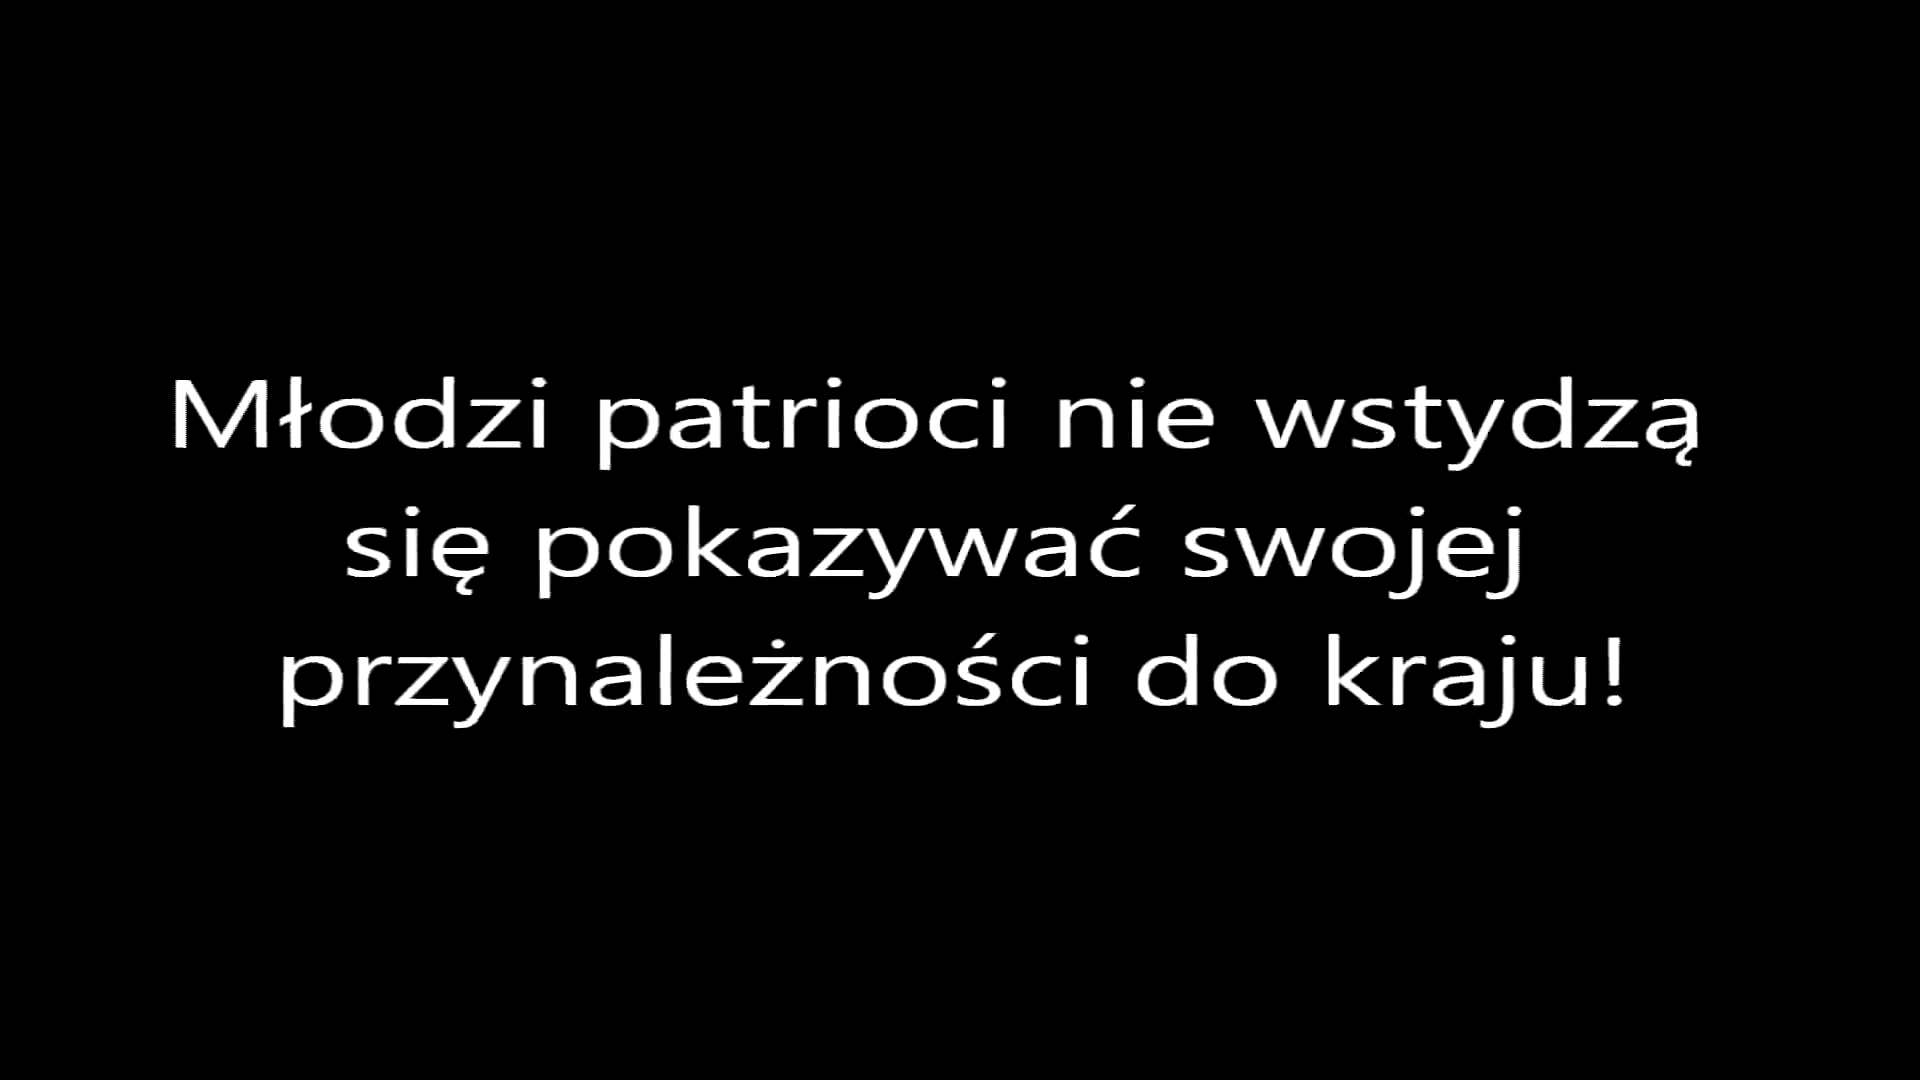 Młodzi patrioci nie wstydzą
się pokazywać swojej
przynależności do kraju!